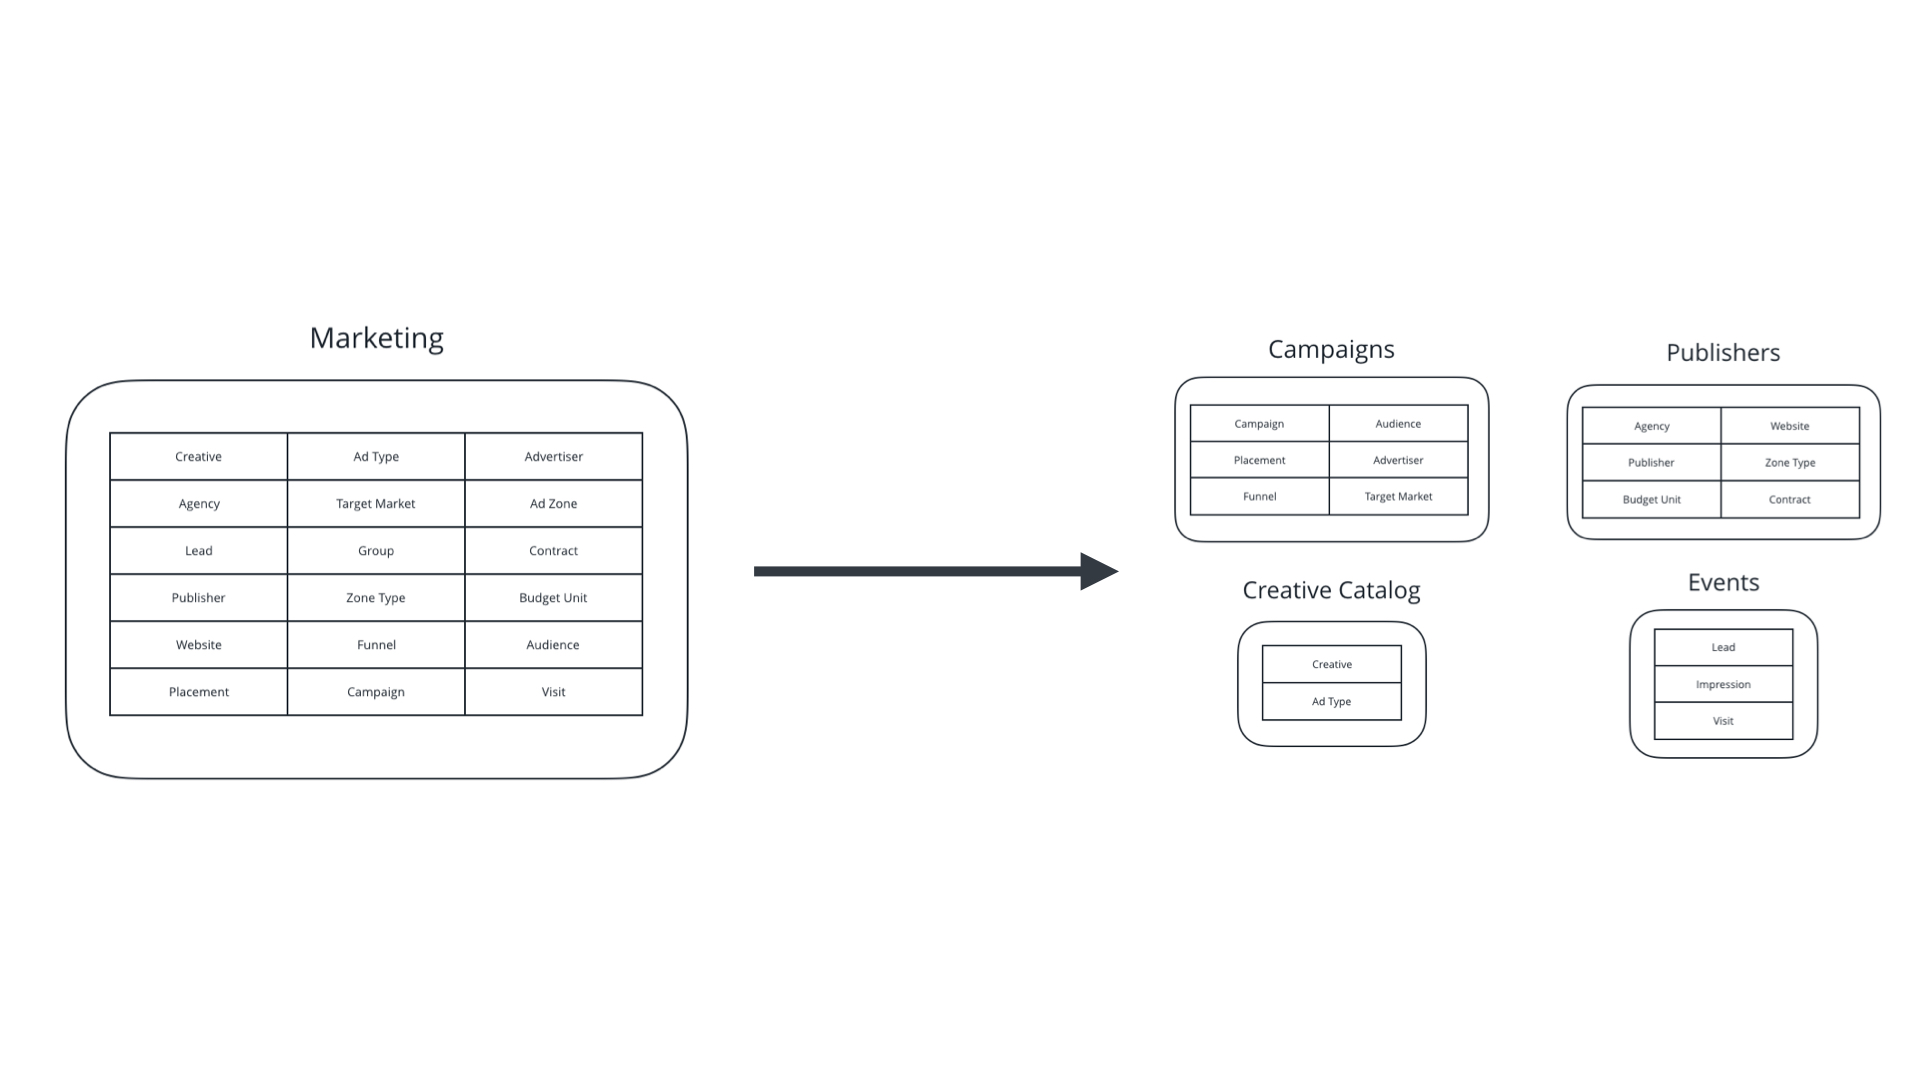 Marketing
Creative Ad Type Advertiser
Agency Target Market Ad Zone
Lead Group Contract
Publisher Zone Type Budget Unit
Website Funnel Audience
Placement Campaign Visit
Campaigns
Campaign Audience
Placement Advertiser
Funnel Target Market
Publishers
Agency Website
Publisher Zone Type
Budget Unit Contract
Creative Catalog
Creative
Ad Type
Events
Lead
Impression
Visit